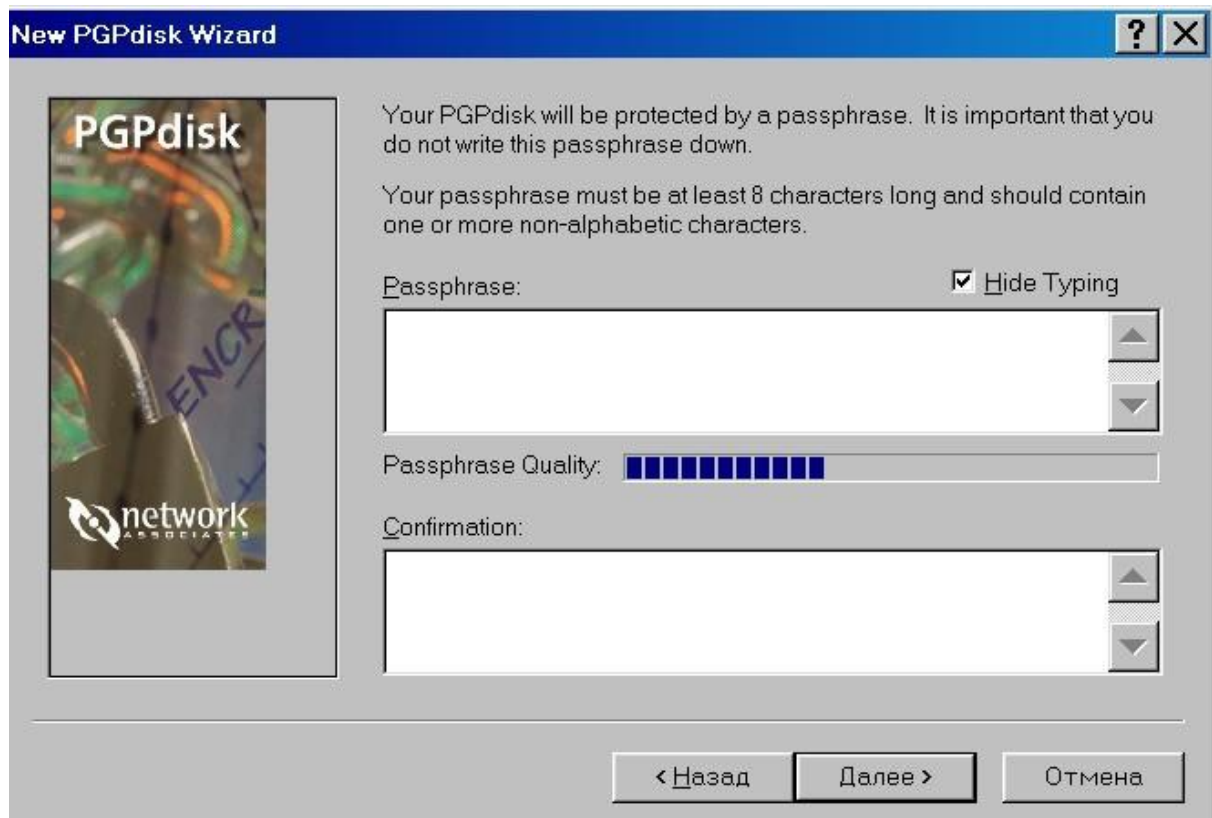 New PGPdisk Wizard
PGPdisk
Your PGPdisk will be protected by a passphrase. It is important that you
do not write this passphrase down.
Your passphrase must be at least 8 characters long and should contain
one or more non-alphabetic characters.
Passphrase:
Hide Typing
ENCR
Passphrase Quality:
network
ASSOCIATES
Confirmation:
< Назад
Далее >
Отмена